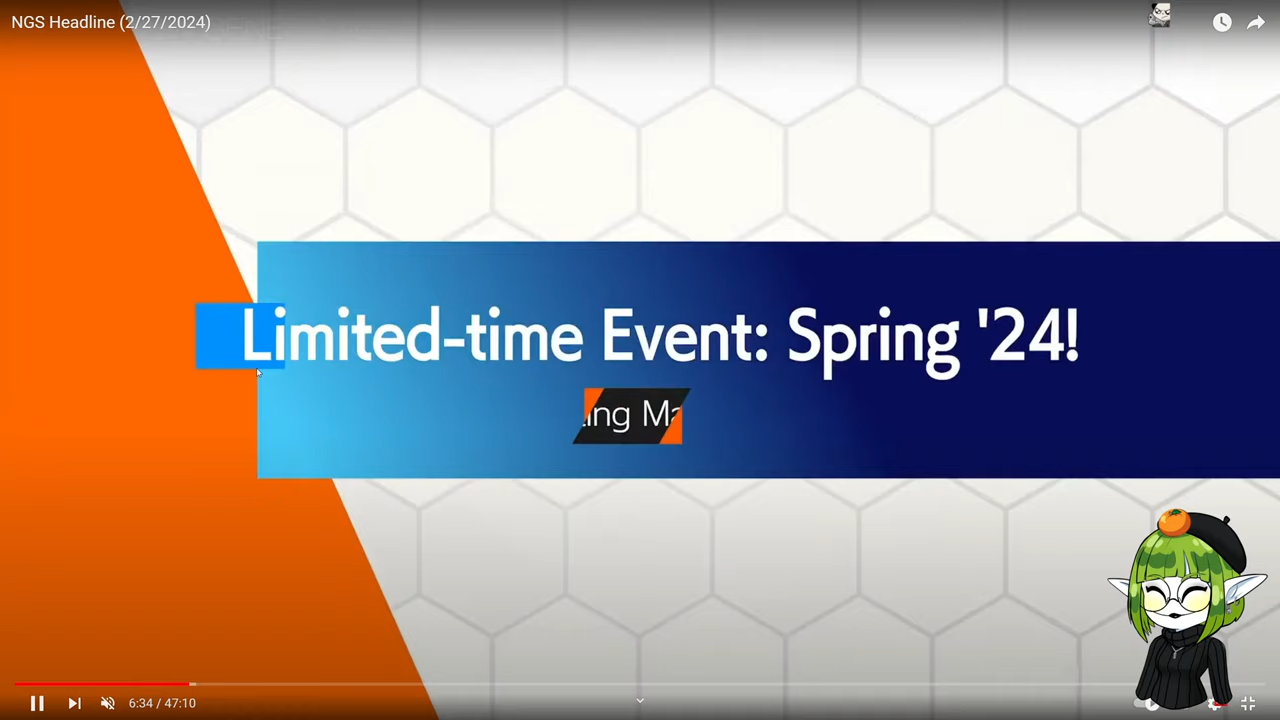 NGS Headline (2/27/2024)
Limited-time Event: Spring '24!
6:34 / 47:10